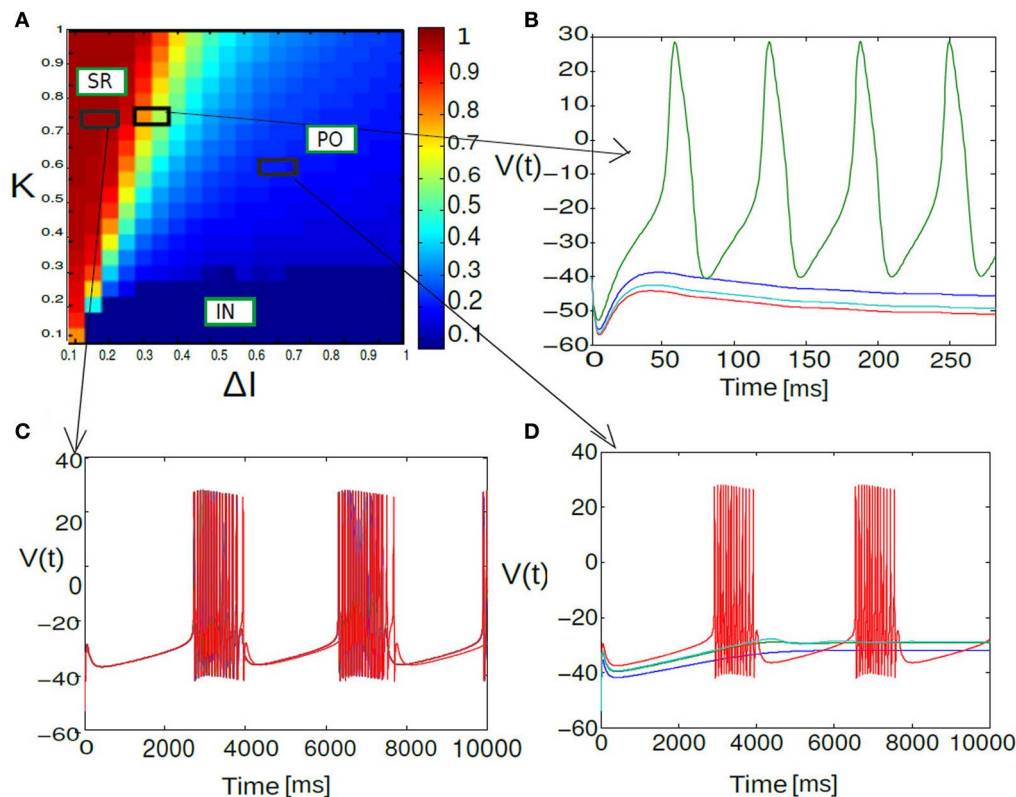 A
1
0.9
0.8
0.7
0.6
0.5
0.4
0.3
0.2
0.1
K
0.1 0.2 0.3 0.4 0.5 0.6 0.7 0.8 0.9 1
ΔI
SR
PO
IN
1
0.9
0.8
0.7
0.6
0.5
0.4
0.3
0.2
0.1
B
30
20
10
0
−10
−20
−30
−40
−50
−60
V(t)
0 50 100 150 200 250
Time [ms]
C
40
20
0
−20
−40
−60
V(t)
0 2000 4000 6000 8000 10000
Time [ms]
D
40
20
0
−20
−40
−60
V(t)
0 2000 4000 6000 8000 10000
Time [ms]